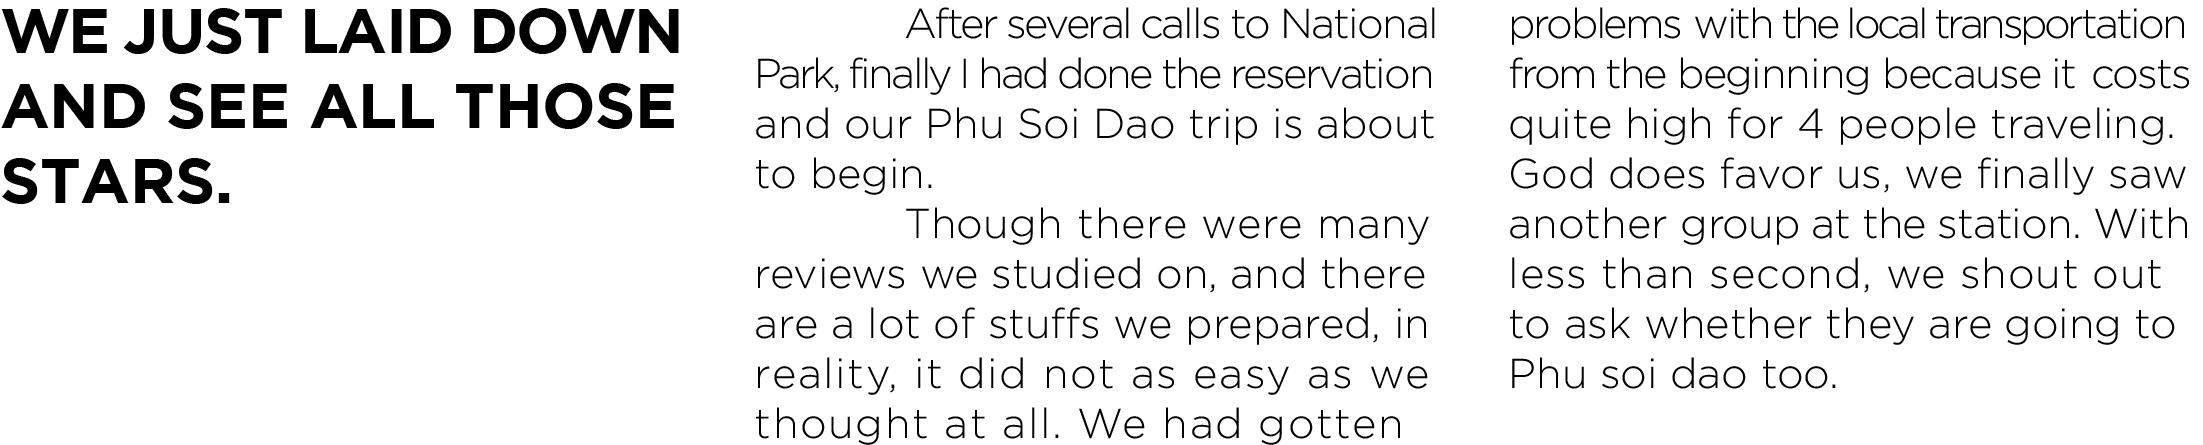 WE JUST LAID DOWN
AND SEE ALL THOSE
STARS.
After several calls to National
Park, finally I had done the reservation
and our Phu Soi Dao trip is about
to begin.
Though there were many
reviews we studied on, and there
are a lot of stuffs we prepared, in
reality, it did not as easy as we
thought at all. We had gotten
problems with the local transportation
from the beginning because it costs
quite high for 4 people traveling.
God does favor us, we finally saw
another group at the station. With
less than second, we shout out
to ask whether they are going to
Phu soi dao too.